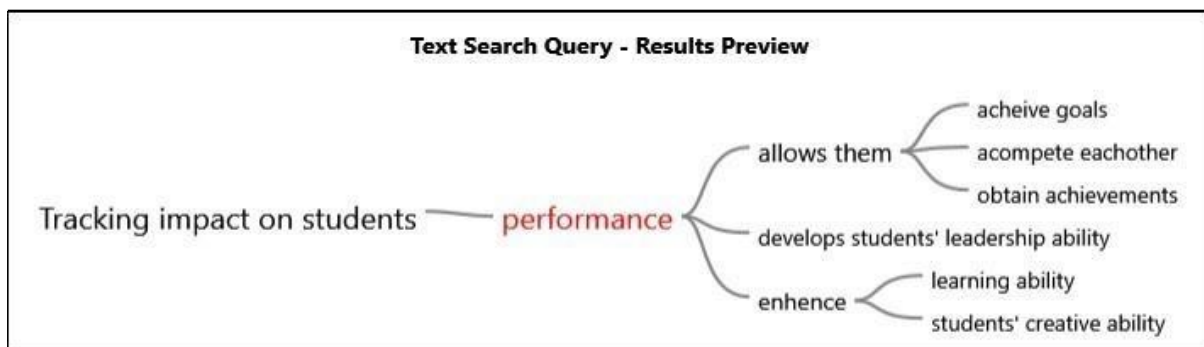 Text Search Query - Results Preview
Tracking impact on students
performance
allows them
acheive goals
acompete eachother
obtain achievements
develops students' leadership ability
enhence
learning ability
students' creative ability